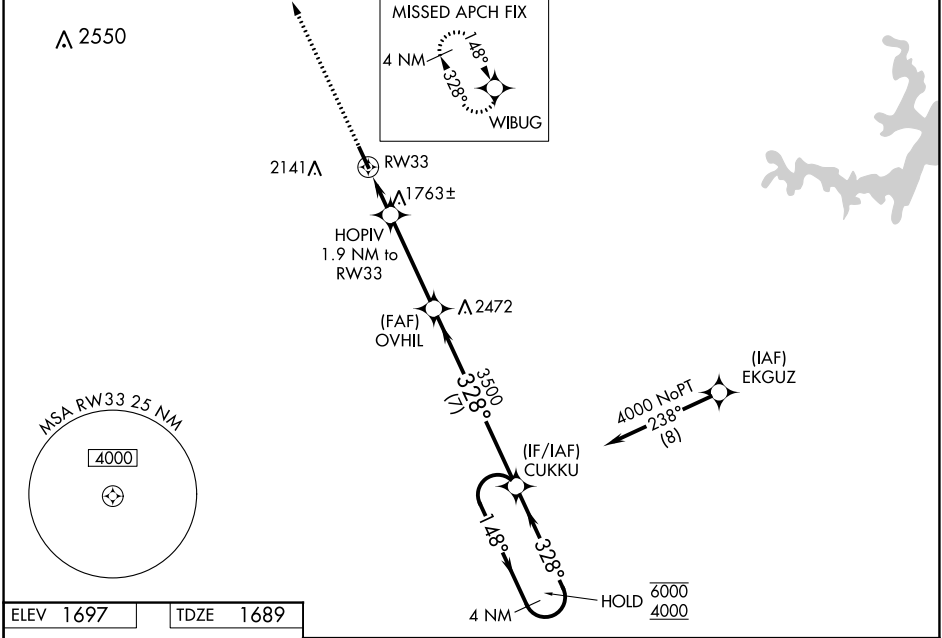 2550
MISSED APCH FIX
4 NM
148°
328°
WIBUG
2141
RW33
1763±
HOPIV
1.9 NM to
RW33
2472
(FAF)
OVHIL
3500
328°
(7)
(IAF)
EKGUZ
4000 NoPT
238°
(8)
MSA RW33 25 NM
4000
(IF/IAF)
CUKKU
148°
328°
4 NM
HOLD 6000
4000
ELEV 1697
TDZE 1689